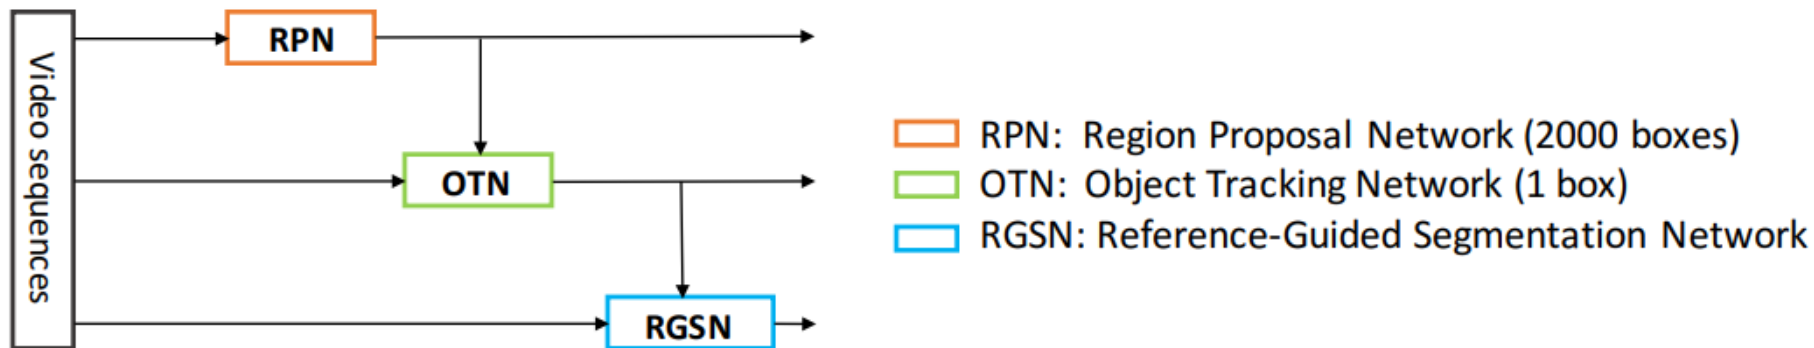 Video sequences
RPN
OTN
RGSN
RPN: Region Proposal Network (2000 boxes)
OTN: Object Tracking Network (1 box)
RGSN: Reference-Guided Segmentation Network